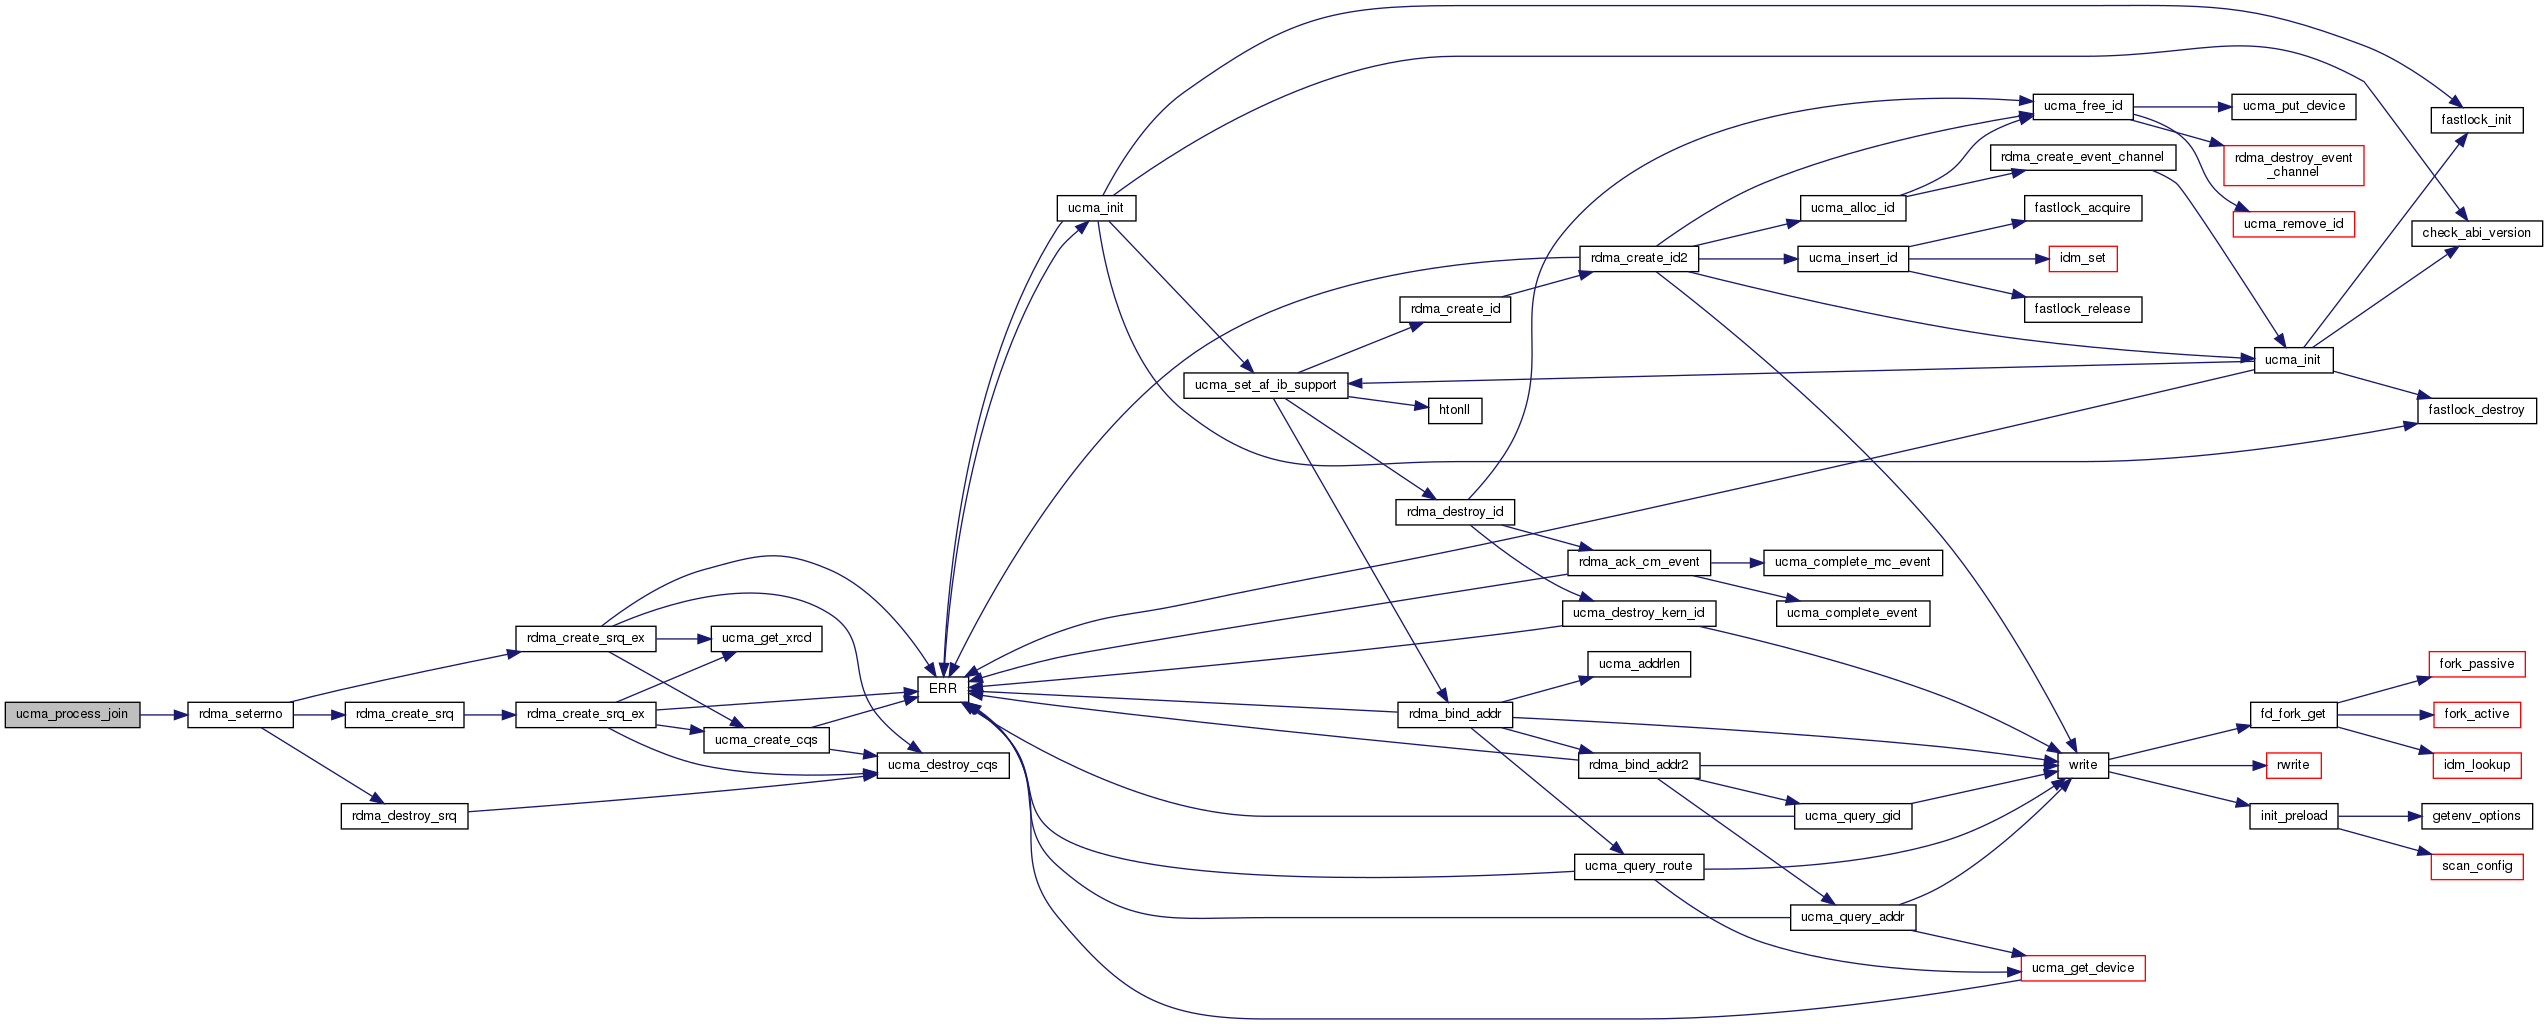 ucma_process_join
rdma_seterrno
rdma_create_srq
rdma_destroy_srq
rdma_create_srq_ex
rdma_create_srq_ex
ucma_get_xrcd
ucma_create_cqs
ucma_destroy_cqs
ERR
ucma_init
ucma_set_af_ib_support
rdma_create_id
htonll
rdma_destroy_id
rdma_bind_addr
rdma_create_id2
rdma_ack_cm_event
ucma_destroy_kern_id
ucma_addrlen
rdma_bind_addr2
ucma_query_route
ucma_alloc_id
ucma_insert_id
ucma_complete_mc_event
ucma_complete_event
ucma_query_gid
ucma_query_addr
ucma_free_id
rdma_create_event_channel
fastlock_acquire
idm_set
fastlock_release
write
ucma_get_device
ucma_put_device
rdma_destroy_event
_channel
ucma_remove_id
ucma_init
fd_fork_get
rwrite
init_preload
fastlock_init
check_abi_version
fastlock_destroy
fork_passive
fork_active
idm_lookup
getenv_options
scan_config